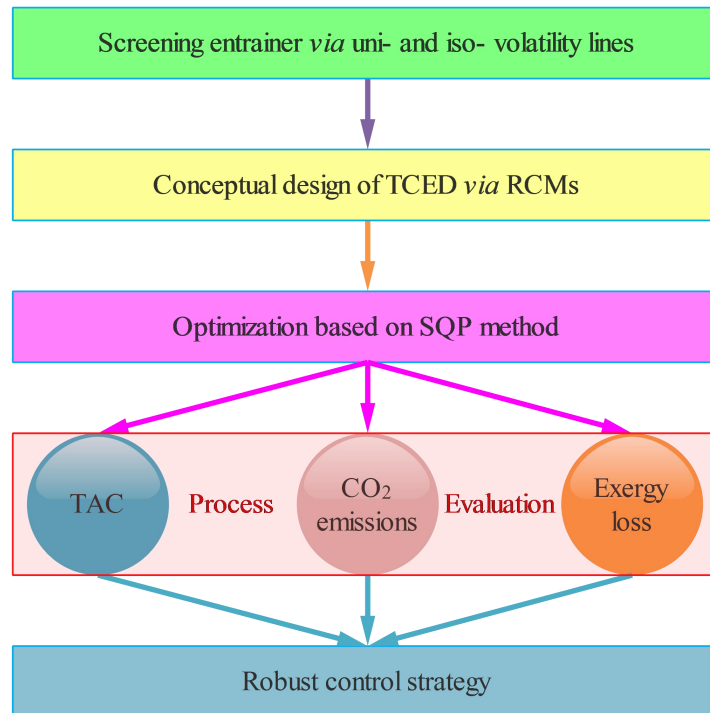 Screening entrainer via uni- and iso- volatility lines
Conceptual design of TCED via RCMs
Optimization based on SQP method
TAC
Process
CO₂
emissions
Evaluation
Exergy
loss
Robust control strategy